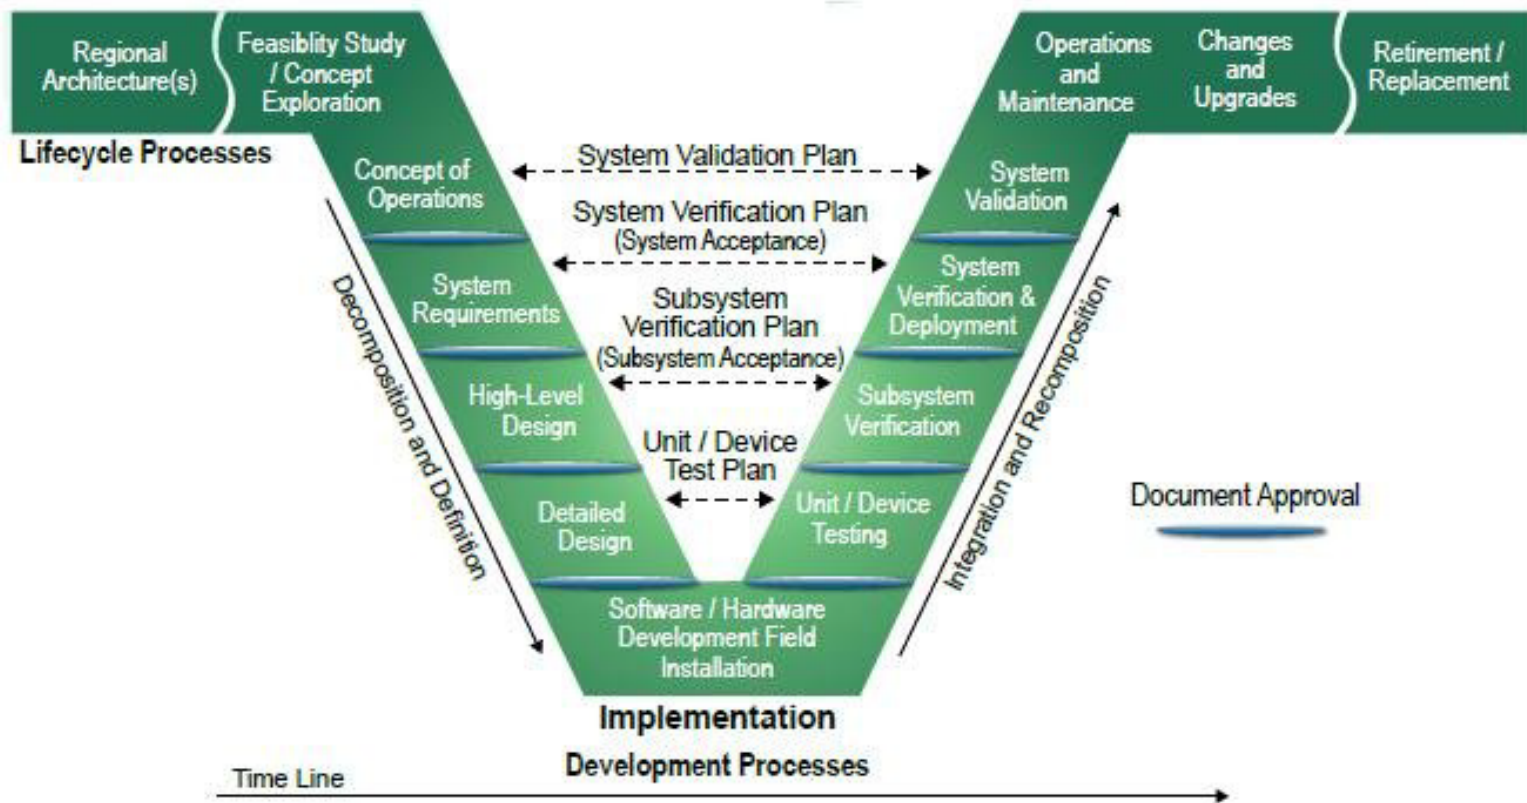 Regional
Architecture(s)
Feasiblity Study
/ Concept
Exploration
Operations
and
Maintenance
Changes
and
Upgrades
Retirement /
Replacement
Lifecycle Processes
Concept of
Operations
System Validation Plan
System
Validation
System Verification Plan
(System Acceptance)
System
Requirements
System
Verification &
Deployment
Subsystem
Verification Plan
(Subsystem Acceptance)
High-Level
Design
Subsystem
Verification
Unit / Device
Test Plan
Detailed
Design
Unit / Device
Testing
Decomposition and Definition
Integration and Recomposition
Document Approval
Software / Hardware
Development Field
Installation
Implementation
Development Processes
Time Line